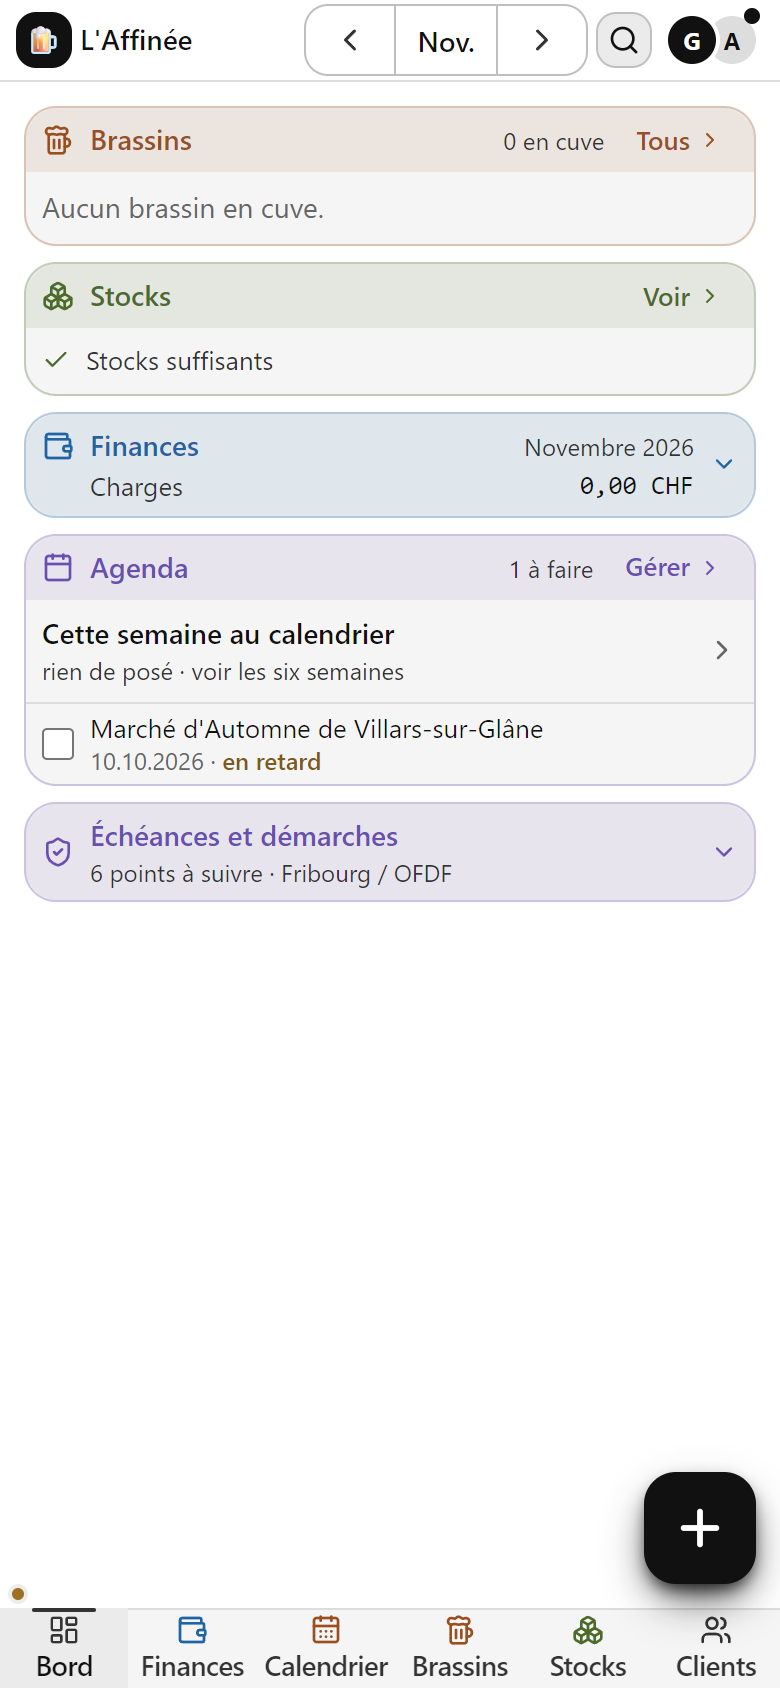 L'Affinée
Nov.
G A
Brassins 0 en cuve Tous
Aucun brassin en cuve.
Stocks Voir
Stocks suffisants
Finances Novembre 2026
Charges 0,00 CHF
Agenda 1 à faire Gérer
Cette semaine au calendrier
rien de posé · voir les six semaines
Marché d'Automne de Villars-sur-Glâne
10.10.2026 · en retard
Échéances et démarches
6 points à suivre · Fribourg / OFDF
Bord Finances Calendrier Brassins Stocks Clients